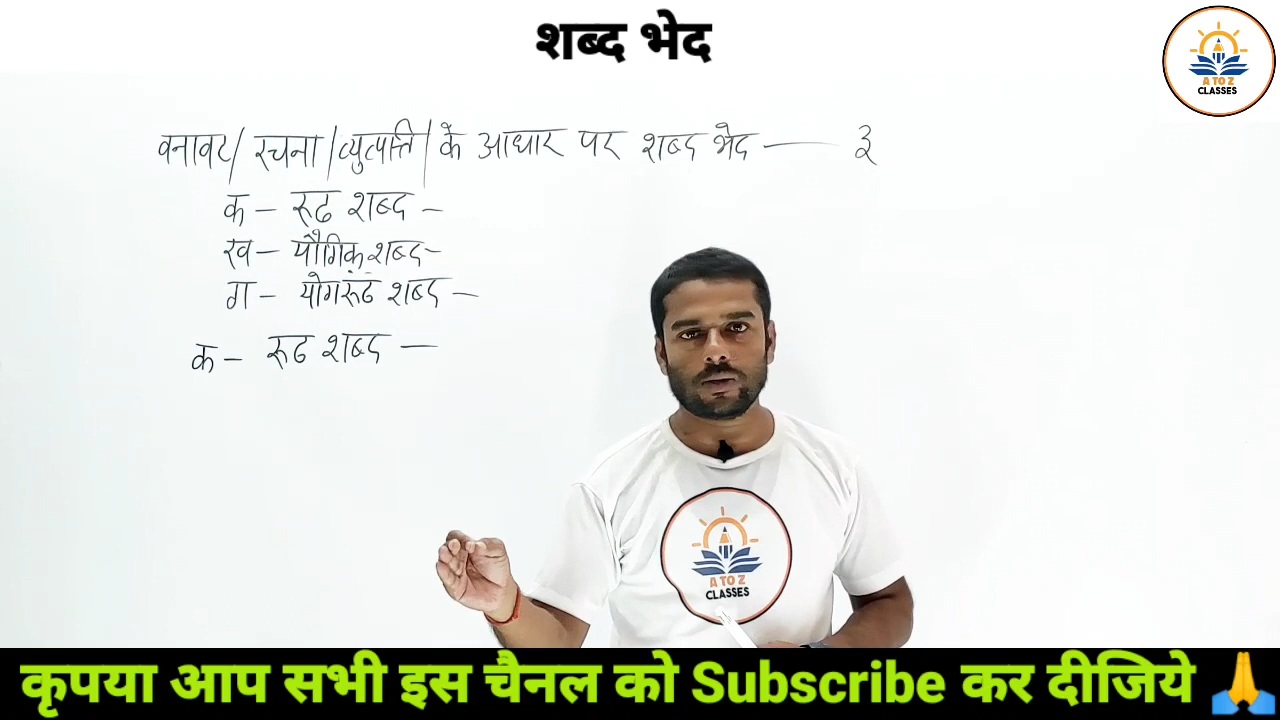 शब्द भेद
A TO Z
CLASSES
वनावट/ रचना/व्युत्पत्ति/के आधार पर शब्द भेद — ३
क - रूढ शब्द -
ख - यौगिक शब्द-
ग - योगरूढ शब्द -
क - रूढ शब्द —
A TO Z
CLASSES
कृपया आप सभी इस चैनल को Subscribe कर दीजिये 🙏